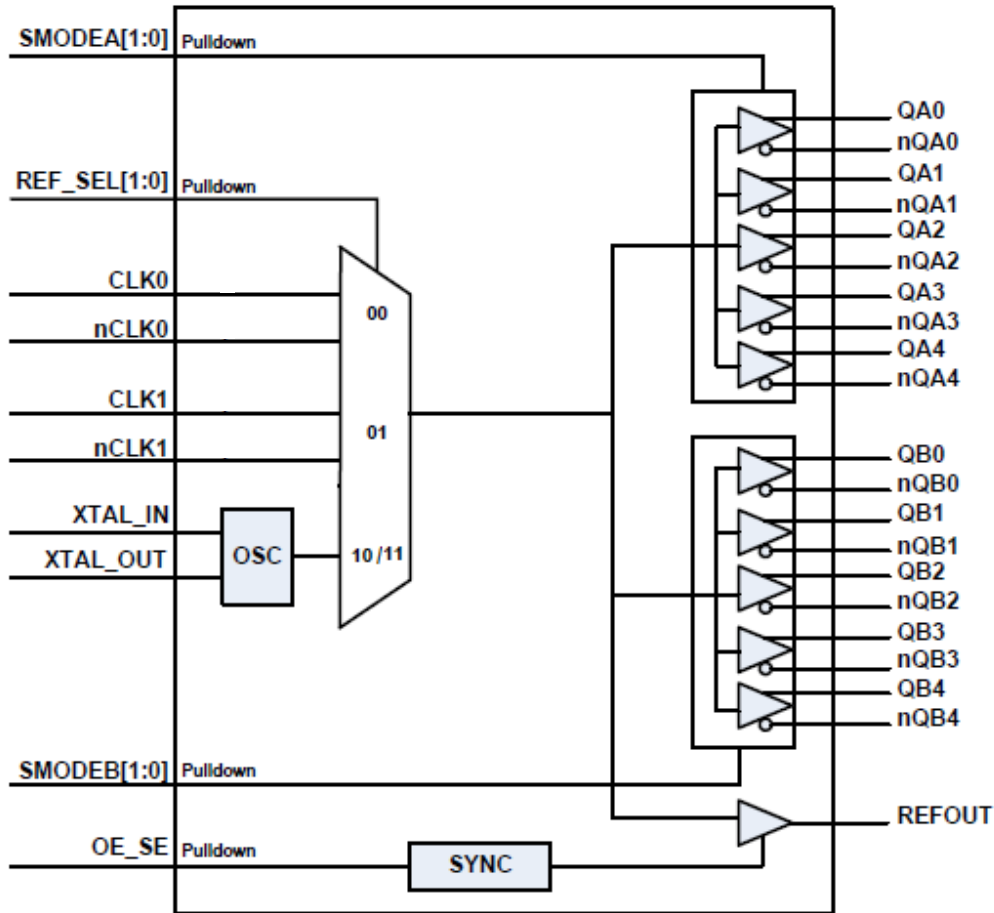 SMODEA[1:0] Pulldown
QA0
nQA0
QA1
nQA1
QA2
nQA2
QA3
nQA3
QA4
nQA4
REF_SEL[1:0] Pulldown
CLK0
nCLK0
CLK1
nCLK1
XTAL_IN
XTAL_OUT
OSC
00
01
10 /11
QB0
nQB0
QB1
nQB1
QB2
nQB2
QB3
nQB3
QB4
nQB4
SMODEB[1:0] Pulldown
REFOUT
OE_SE Pulldown
SYNC